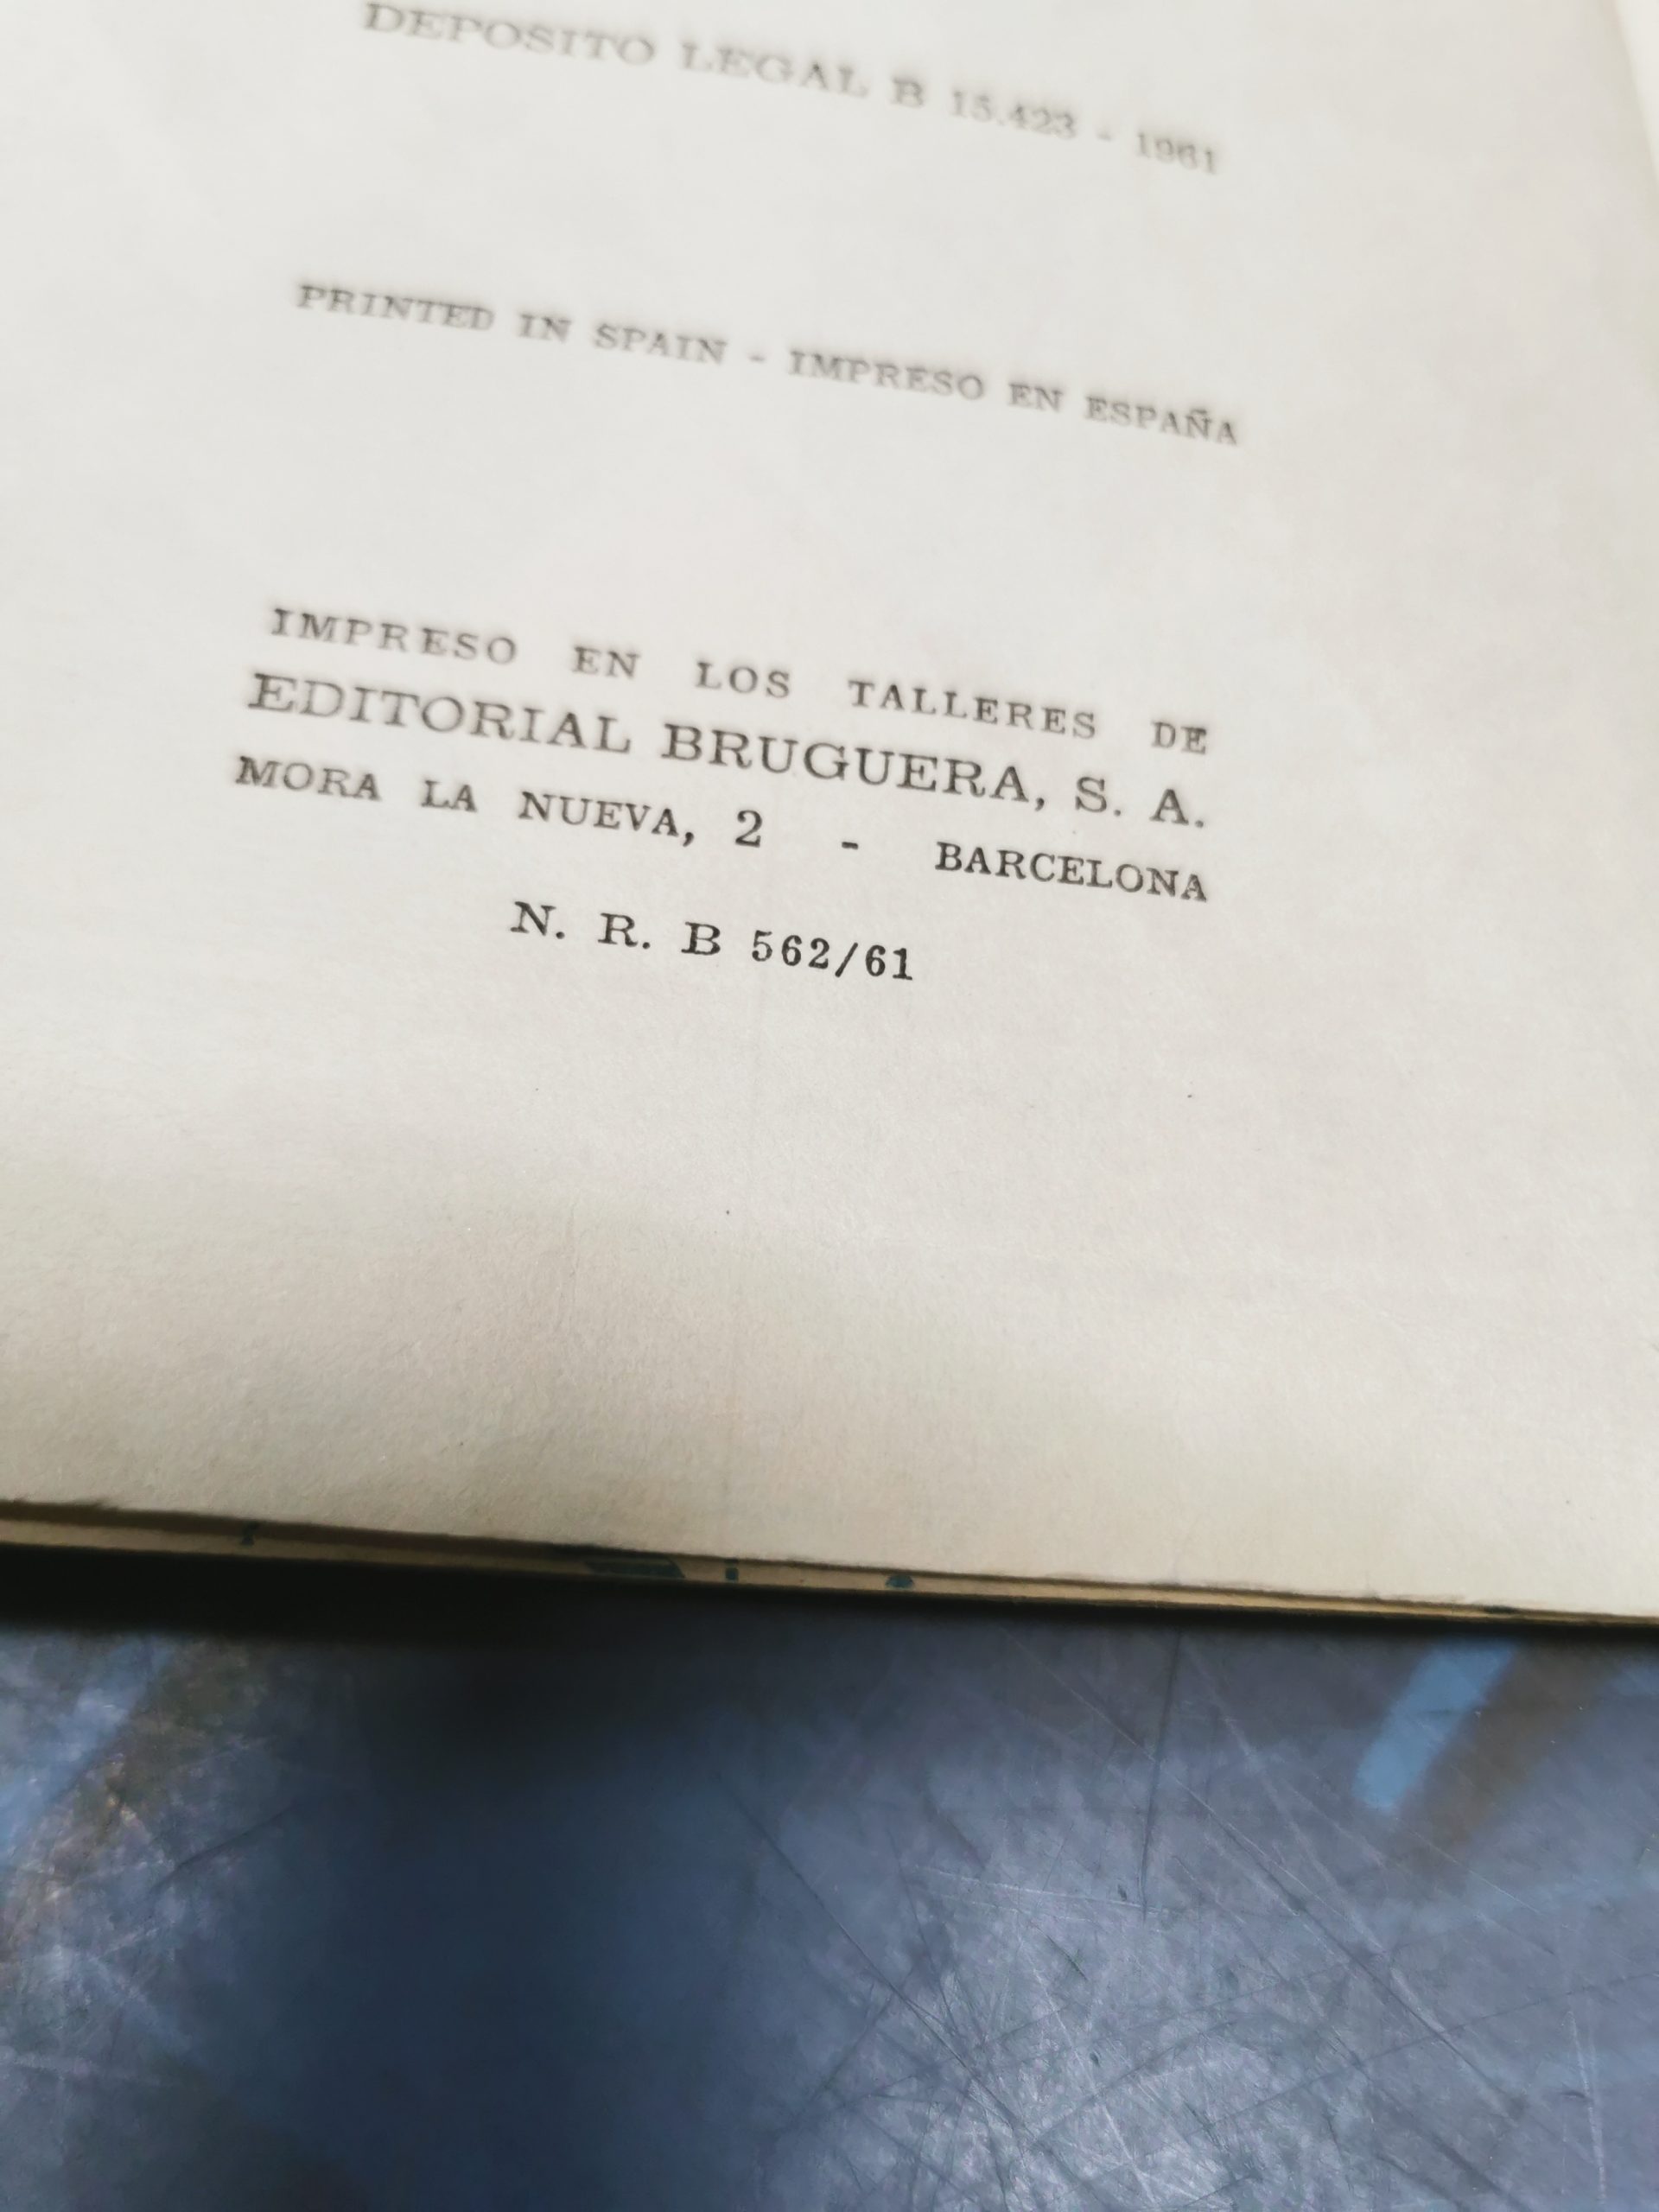 DEPOSITO LEGAL B 15.423 - 1961
PRINTED IN SPAIN - IMPRESO EN ESPAÑA
IMPRESO EN LOS TALLERES DE
EDITORIAL BRUGUERA, S. A.
MORA LA NUEVA, 2 - BARCELONA
N. R. B 562/61